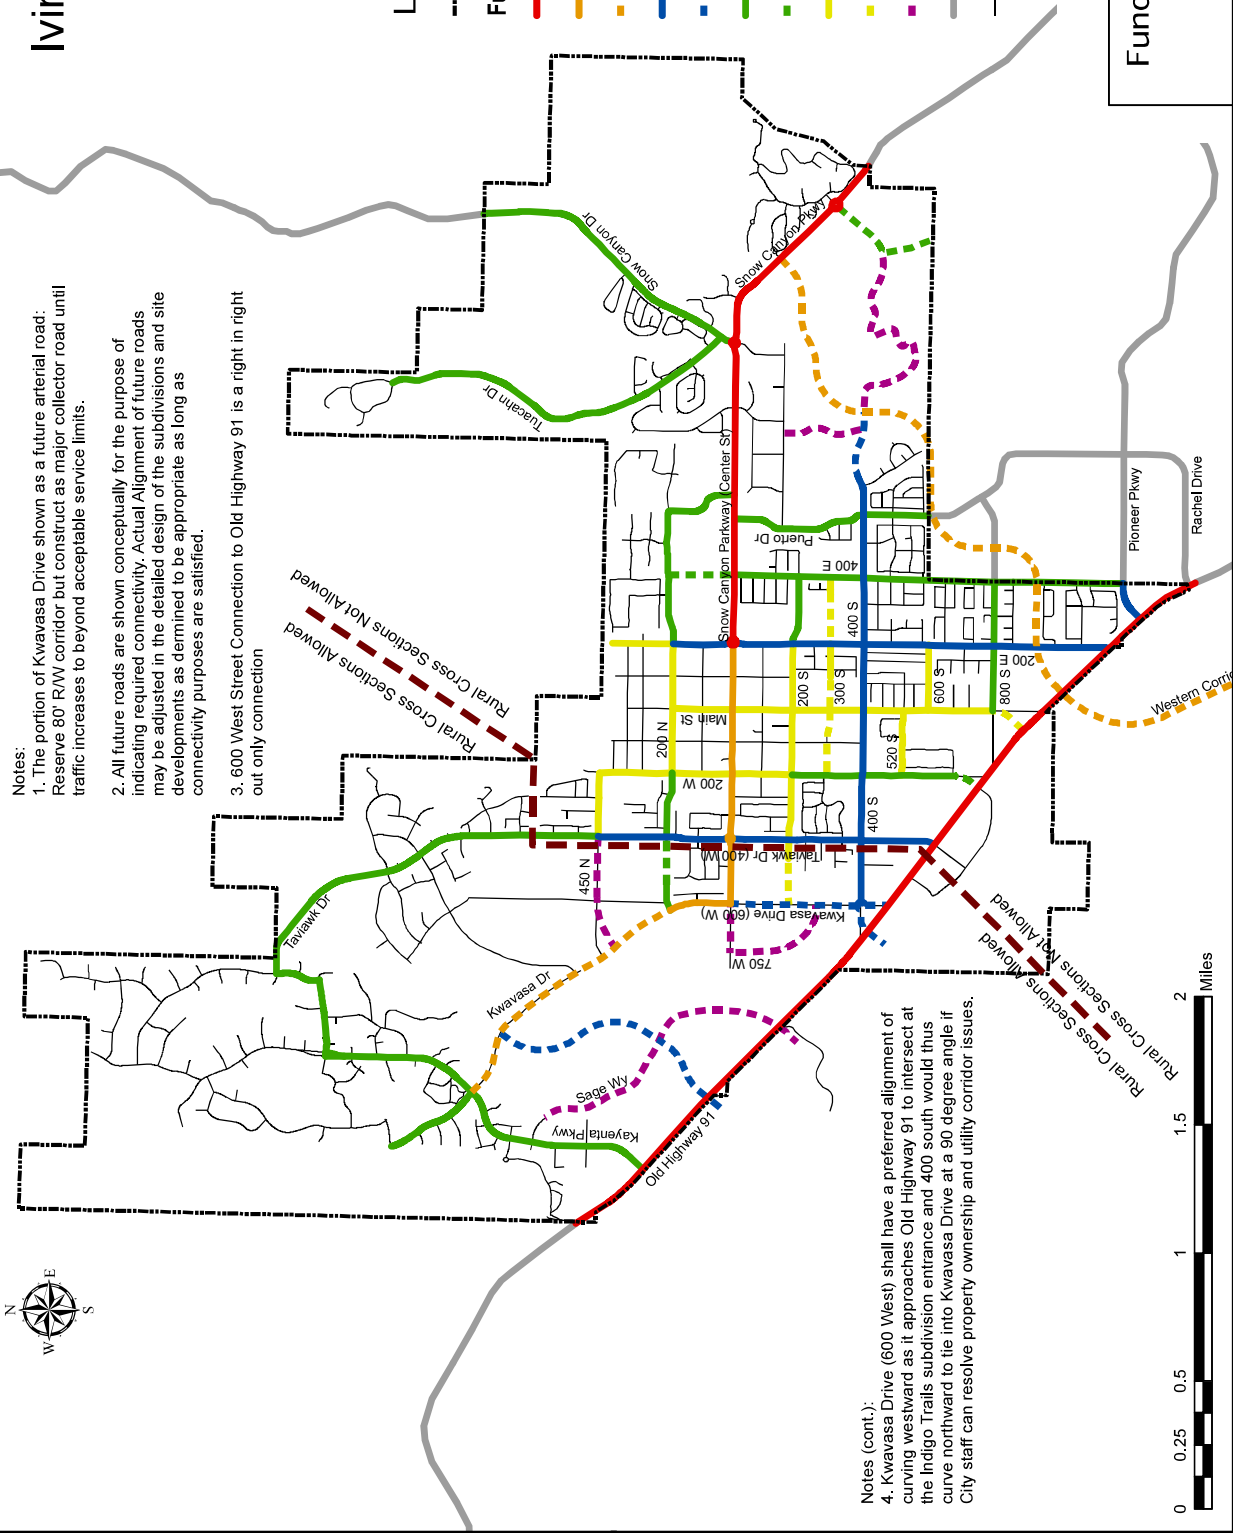 Notes:
1. The portion of Kwavasa Drive shown as a future arterial road:
Reserve 80' R/W corridor but construct as major collector road until
traffic increases to beyond acceptable service limits.
2. All future roads are shown conceptually for the purpose of
indicating required connectivity. Actual Alignment of future roads
may be adjusted in the detailed design of the subdivisions and site
developments as dermined to be appropriate as long as
connectivity purposes are satisfied.
3. 600 West Street Connection to Old Highway 91 is a right in right
out only connection
Rural Cross Sections Not Allowed
Rural Cross Sections Allowed
Snow Canyon Dr
Tuacahn Dr
Snow Canyon Pkwy
Snow Canyon Parkway (Center St)
Puerto Dr
400 E
400 S
200 E
200 S
300 S
600 S
800 S
520 S
Main St
200 N
200 W
400 S
Taviawk Dr (400 W)
450 N
Kwavasa Drive (600 W)
750 W
Taviawk Dr
Kwavasa Dr
Sage Wy
Kayenta Pkwy
Old Highway 91
Pioneer Pkwy
Rachel Drive
Rural Cross Sections Not Allowed
Rural Cross Sections Allowed
N
E
S
W
Notes (cont.):
4. Kwavasa Drive (600 West) shall have a preferred alignment of
curving westward as it approaches Old Highway 91 to intersect at
the Indigo Trails subdivision entrance and 400 south would thus
curve northward to tie into Kwavasa Drive at a 90 degree angle if
City staff can resolve property ownership and utility corridor issues.
0 0.25 0.5 1 1.5 2
Miles
Western